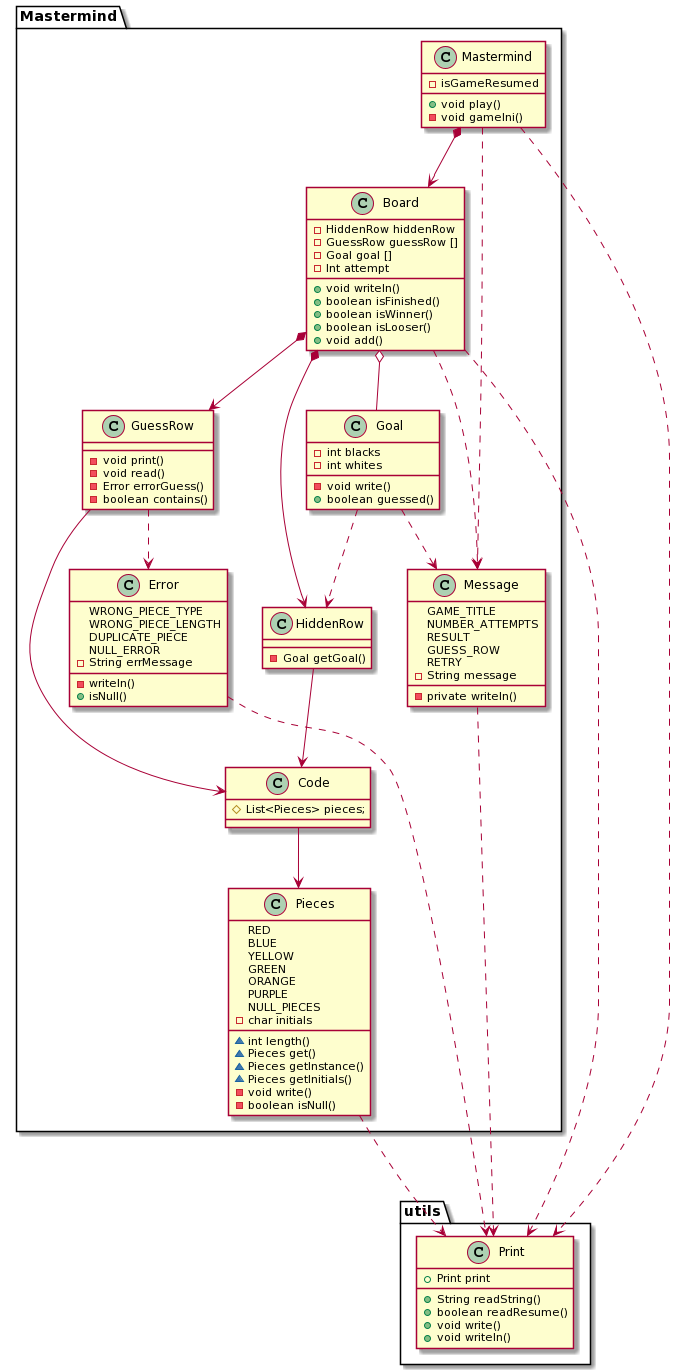 Mastermind
C Mastermind
isGameResumed
void play()
void gameIni()
C Board
HiddenRow hiddenRow
GuessRow guessRow []
Goal goal []
Int attempt
void writeln()
boolean isFinished()
boolean isWinner()
boolean isLooser()
void add()
C GuessRow
void print()
void read()
Error errorGuess()
boolean contains()
C Goal
int blacks
int whites
void write()
boolean guessed()
C Error
WRONG_PIECE_TYPE
WRONG_PIECE_LENGTH
DUPLICATE_PIECE
NULL_ERROR
String errMessage
writeln()
isNull()
C HiddenRow
Goal getGoal()
C Message
GAME_TITLE
NUMBER_ATTEMPTS
RESULT
GUESS_ROW
RETRY
String message
private writeln()
C Code
List<Pieces> pieces;
C Pieces
RED
BLUE
YELLOW
GREEN
ORANGE
PURPLE
NULL_PIECES
char initials
int length()
Pieces get()
Pieces getInstance()
Pieces getInitials()
void write()
boolean isNull()
utils
C Print
Print print
String readString()
boolean readResume()
void write()
void writeln()